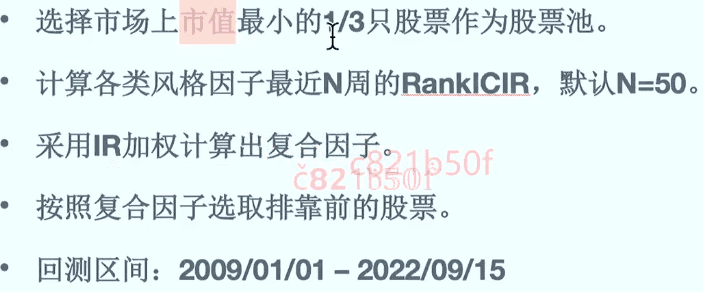 • 选择市场上市值最小的1/3只股票作为股票池。
• 计算各类风格因子最近N周的RankICIR，默认N=50。
• 采用IR加权计算出复合因子。
c821b50f
č821b50f
• 按照复合因子选取排靠前的股票。
• 回测区间：2009/01/01 – 2022/09/15